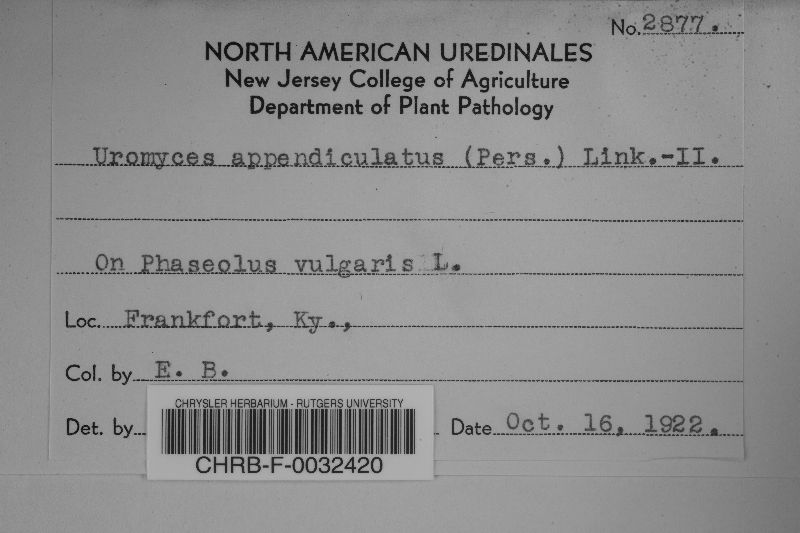 No. 2877.
NORTH AMERICAN UREDINALES
New Jersey College of Agriculture
Department of Plant Pathology
Uromyces appendiculatus (Pers.) Link.-II.
On Phaseolus vulgaris L.
Loc. Frankfort, Ky.,
Col. by E. B.
Det. by Date Oct. 16, 1922.
CHRYSLER HERBARIUM - RUTGERS UNIVERSITY
CHRB-F-0032420